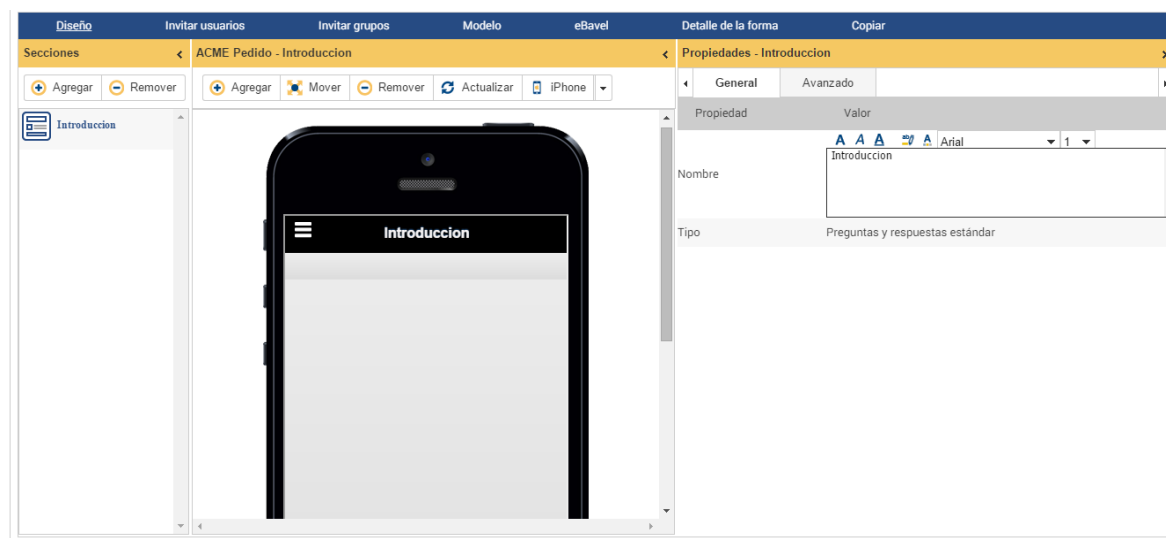 Diseño Invitar usuarios Invitar grupos Modelo eBavel Detalle de la forma Copiar
Secciones ACME Pedido - Introduccion Propiedades - Introduccion
Agregar Remover Agregar Mover Remover Actualizar iPhone General Avanzado
Propiedad Valor
Introduccion
A A A ab A Arial 1
Introduccion
Nombre
Introduccion
Tipo Preguntas y respuestas estándar